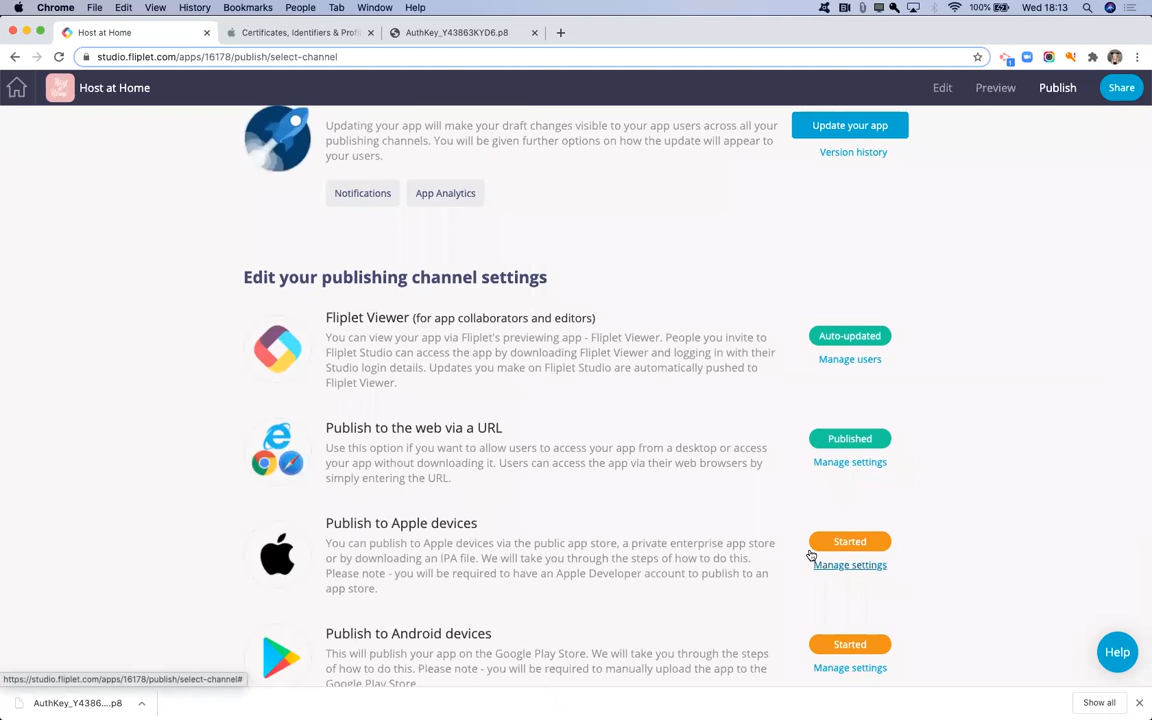 Chrome File Edit View History Bookmarks People Tab Window Help 100% Wed 18:13
Host at Home
Certificates, Identifiers & Profi
AuthKey_Y43863KYD6.p8
studio.fliplet.com/apps/16178/publish/select-channel
Host at Home Edit Preview Publish Share
Updating your app will make your draft changes visible to your app users across all your
publishing channels. You will be given further options on how the update will appear to
your users.
Update your app
Version history
Notifications App Analytics
Edit your publishing channel settings
Fliplet Viewer (for app collaborators and editors)
You can view your app via Fliplet's previewing app - Fliplet Viewer. People you invite to
Fliplet Studio can access the app by downloading Fliplet Viewer and logging in with their
Studio login details. Updates you make on Fliplet Studio are automatically pushed to
Fliplet Viewer.
Auto-updated
Manage users
Publish to the web via a URL
Use this option if you want to allow users to access your app from a desktop or access
your app without downloading it. Users can access the app via their web browsers by
simply entering the URL.
Published
Manage settings
Publish to Apple devices
You can publish to Apple devices via the public app store, a private enterprise app store
or by downloading an IPA file. We will take you through the steps of how to do this.
Please note - you will be required to have an Apple Developer account to publish to an
app store.
Started
Manage settings
Publish to Android devices
This will publish your app on the Google Play Store. We will take you through the steps
of how to do this. Please note - you will be required to manually upload the app to the
Google Play Store.
Started
Manage settings
Help
https://studio.fliplet.com/apps/16178/publish/select-channel#
AuthKey_Y4386....p8
Show all